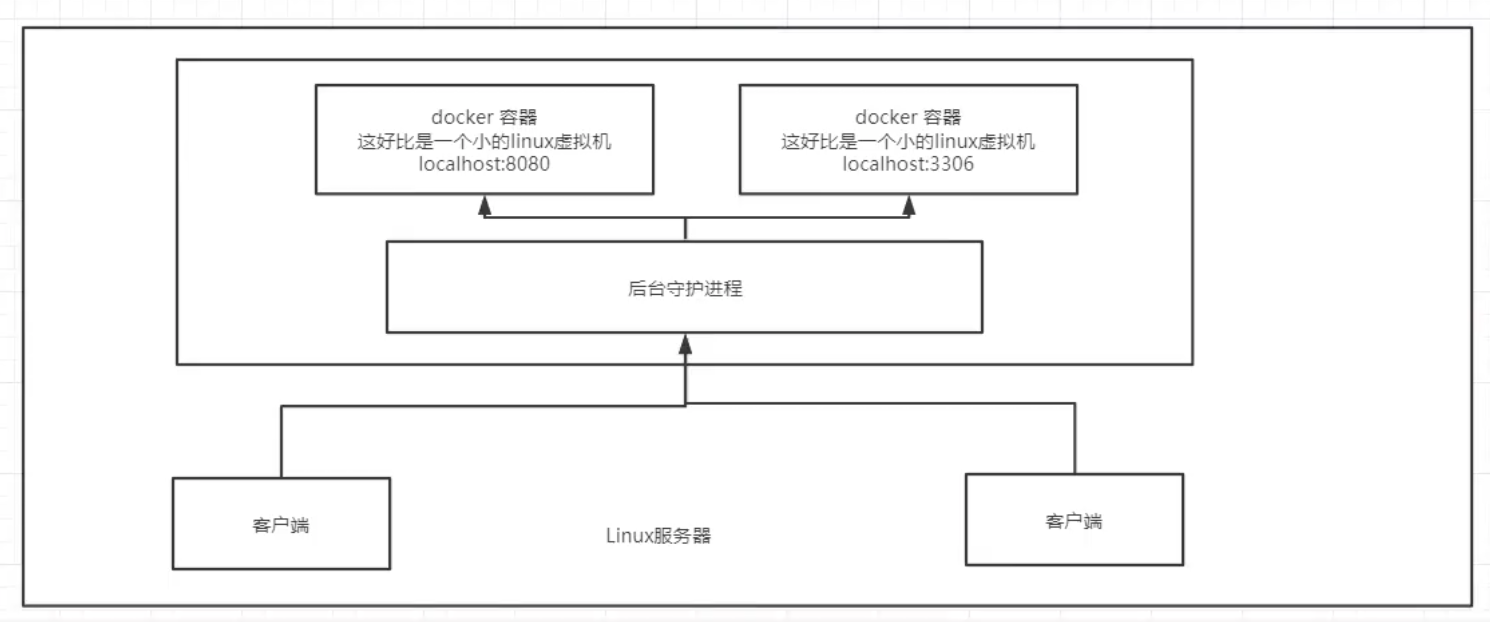 docker 容器
这好比是一个小的linux虚拟机
localhost:8080
docker 容器
这好比是一个小的linux虚拟机
localhost:3306
后台守护进程
客户端
Linux服务器
客户端